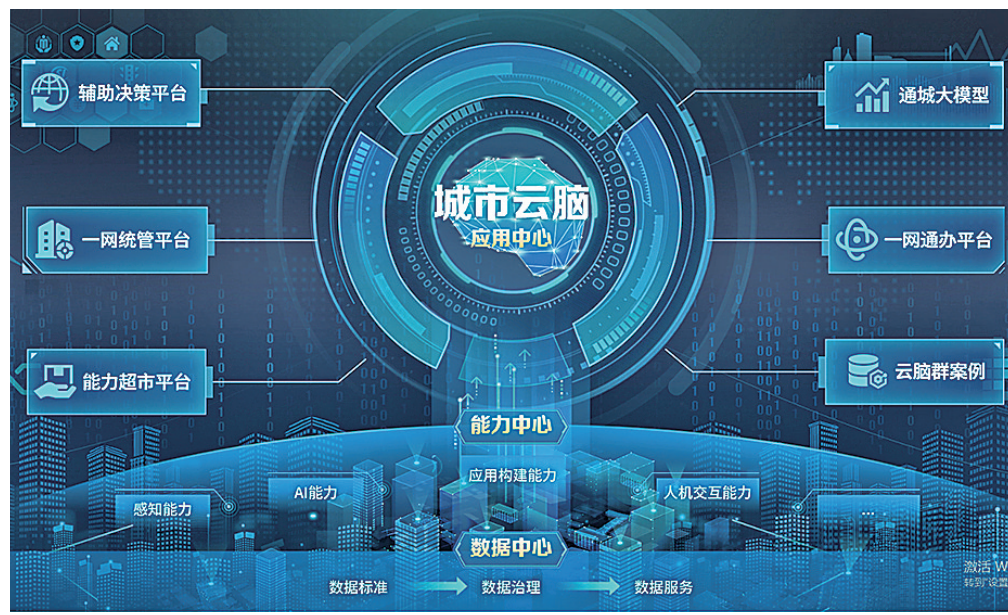 辅助决策平台
通城大模型
城市云脑
应用中心
一网统管平台
一网通办平台
能力超市平台
云脑群案例
能力中心
应用构建能力
AI能力
人机交互能力
感知能力
数据中心
数据标准
数据治理
数据服务
激活 W
转到"设置